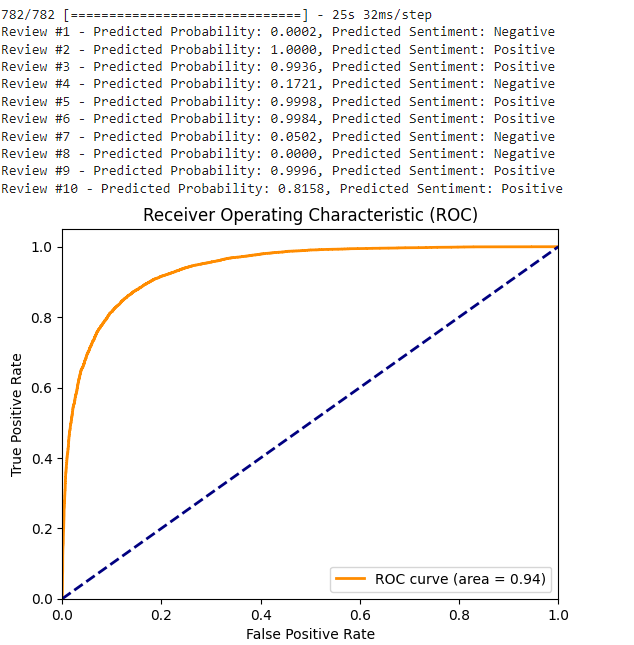 782/782 [==============================] - 25s 32ms/step
Review #1 - Predicted Probability: 0.0002, Predicted Sentiment: Negative
Review #2 - Predicted Probability: 1.0000, Predicted Sentiment: Positive
Review #3 - Predicted Probability: 0.9936, Predicted Sentiment: Positive
Review #4 - Predicted Probability: 0.1721, Predicted Sentiment: Negative
Review #5 - Predicted Probability: 0.9998, Predicted Sentiment: Positive
Review #6 - Predicted Probability: 0.9984, Predicted Sentiment: Positive
Review #7 - Predicted Probability: 0.0502, Predicted Sentiment: Negative
Review #8 - Predicted Probability: 0.0000, Predicted Sentiment: Negative
Review #9 - Predicted Probability: 0.9996, Predicted Sentiment: Positive
Review #10 - Predicted Probability: 0.8158, Predicted Sentiment: Positive
Receiver Operating Characteristic (ROC)
1.0
0.8
0.6
0.4
0.2
0.0
True Positive Rate
ROC curve (area = 0.94)
0.0 0.2 0.4 0.6 0.8 1.0
False Positive Rate